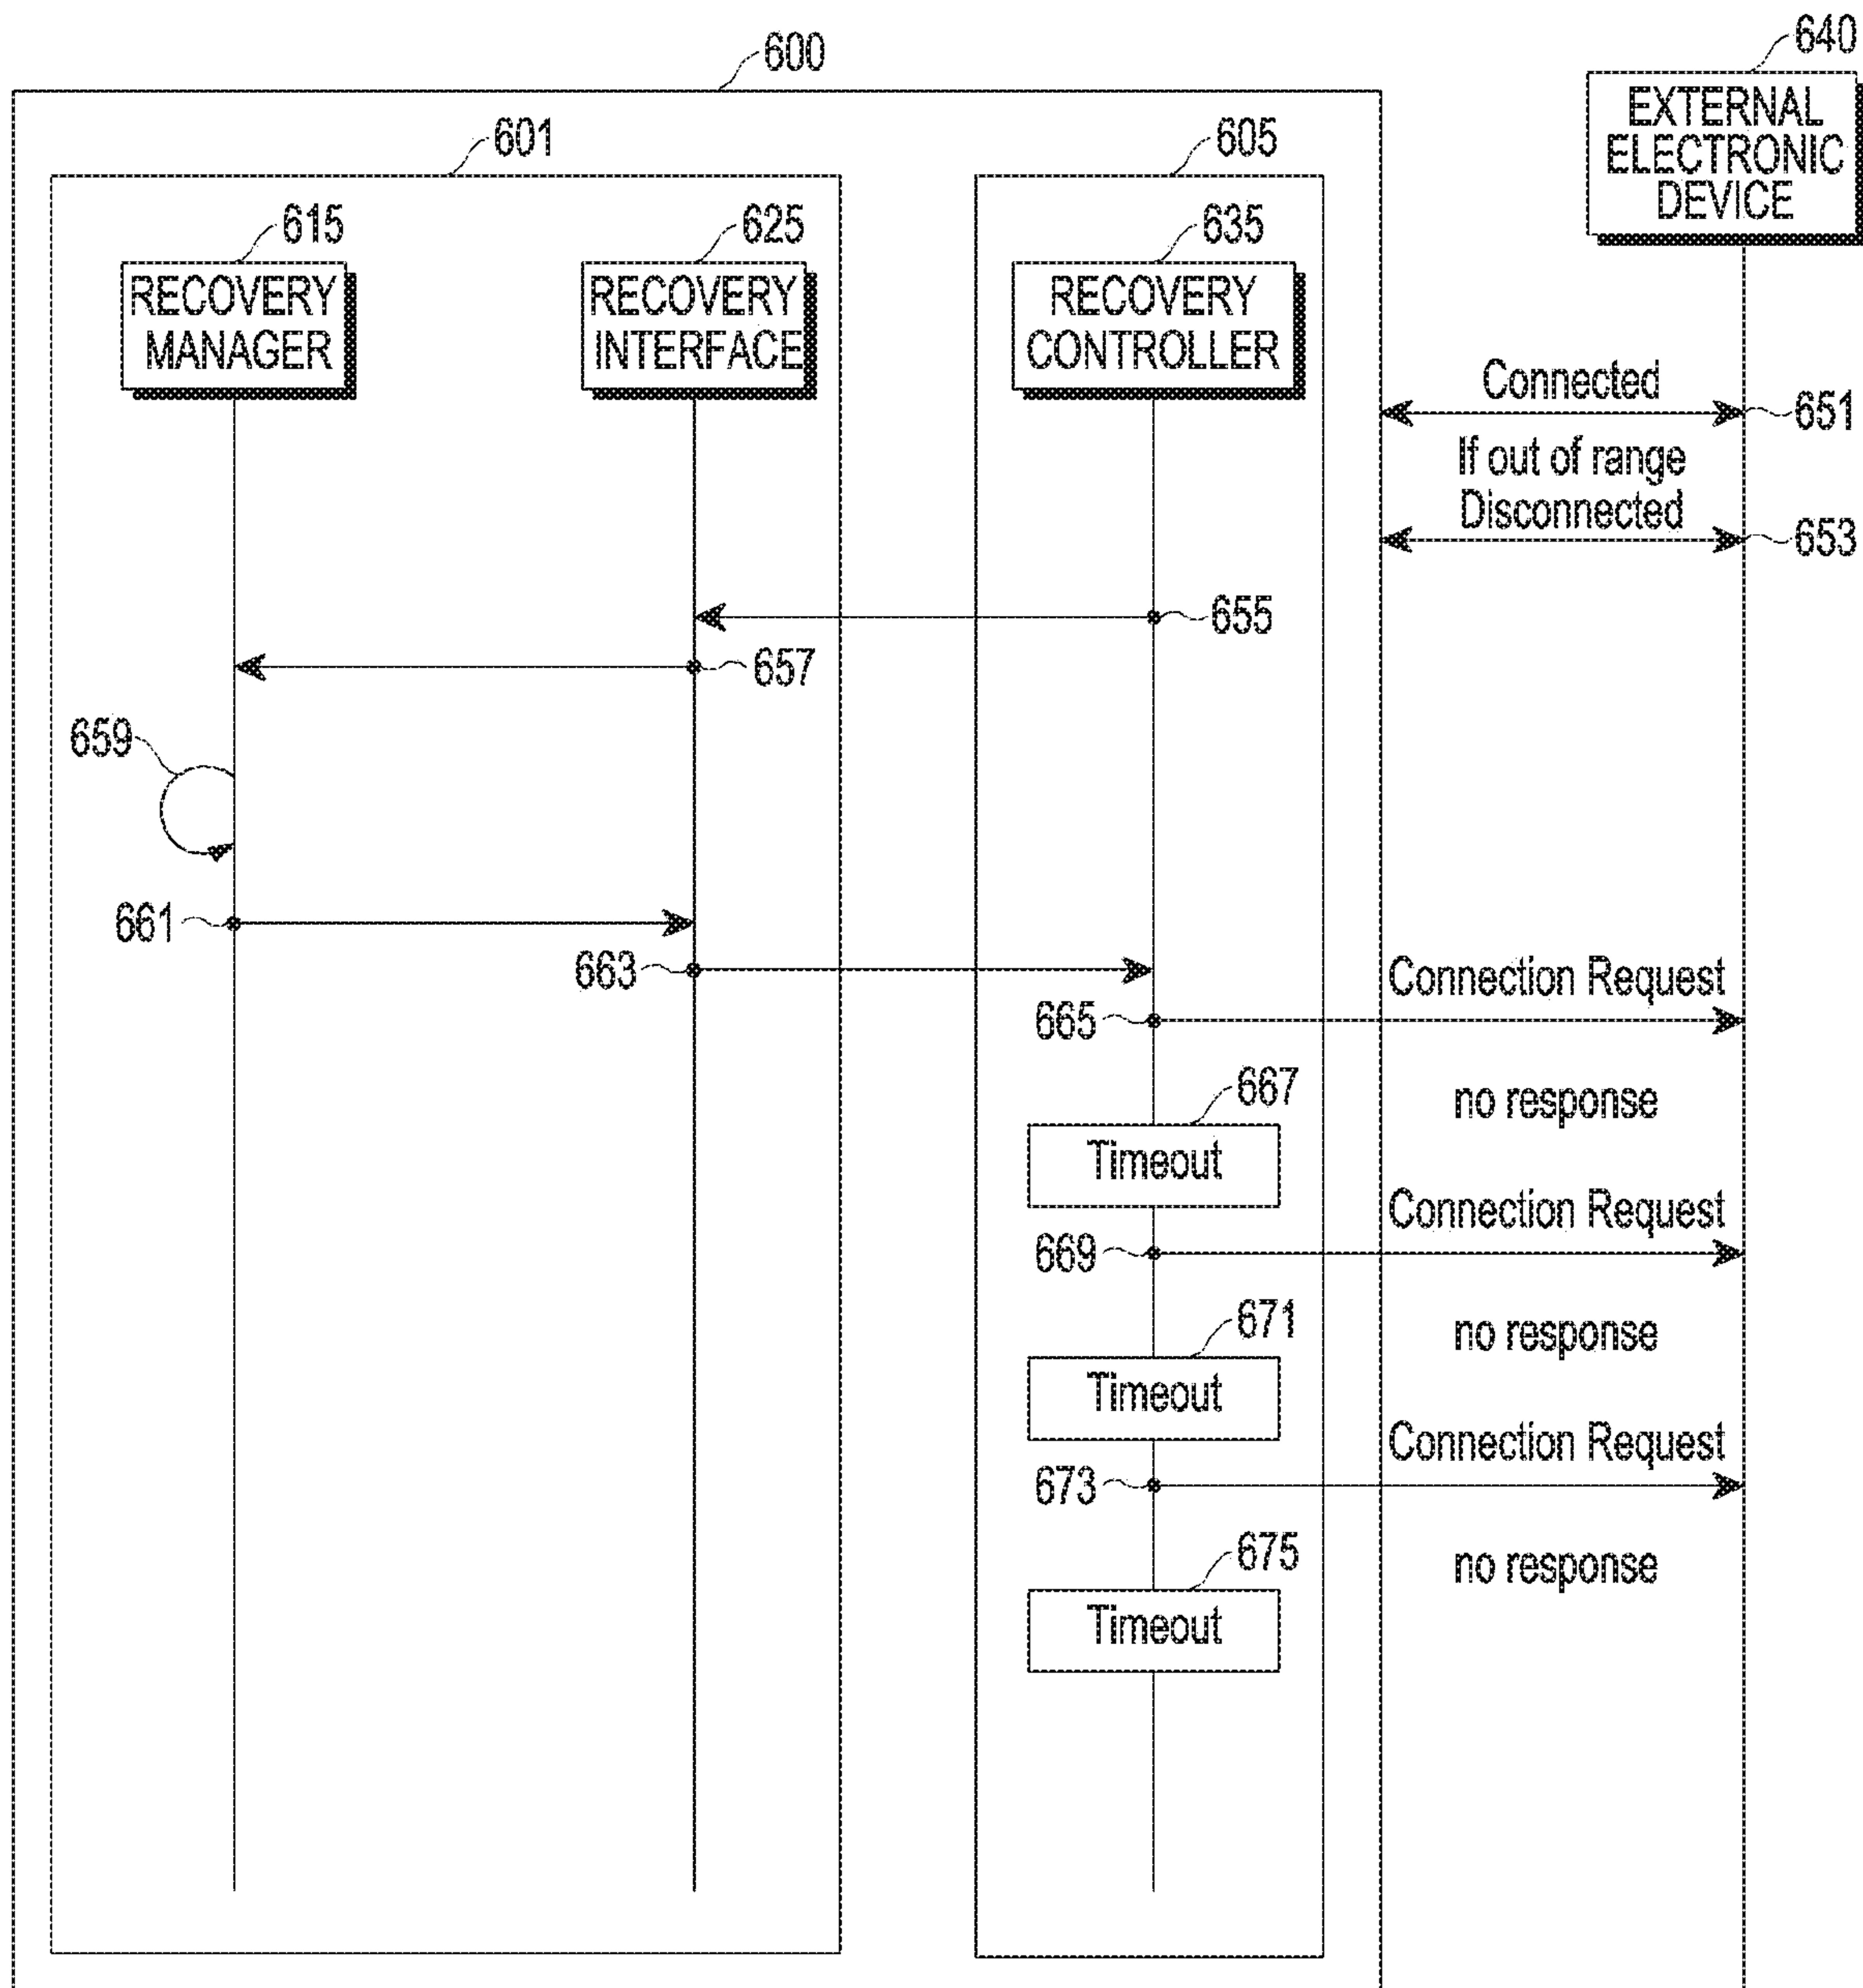 600
640
EXTERNAL
ELECTRONIC
DEVICE
601
605
615
625
635
RECOVERY
MANAGER
RECOVERY
INTERFACE
RECOVERY
CONTROLLER
Connected
651
If out of range
Disconnected
653
655
657
659
661
663
Connection Request
665
667
no response
Timeout
Connection Request
669
671
no response
Timeout
Connection Request
673
675
no response
Timeout